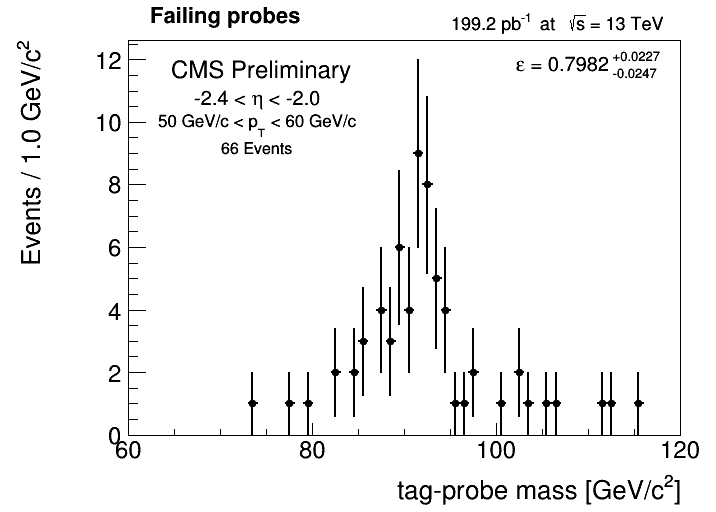 Failing probes
199.2 pb⁻¹ at √s = 13 TeV
CMS Preliminary
-2.4 < η < -2.0
50 GeV/c < p_T < 60 GeV/c
66 Events
ε = 0.7982 +0.0227 -0.0247
Events / 1.0 GeV/c²
12
10
8
6
4
2
0
60 80 100 120
tag-probe mass [GeV/c²]